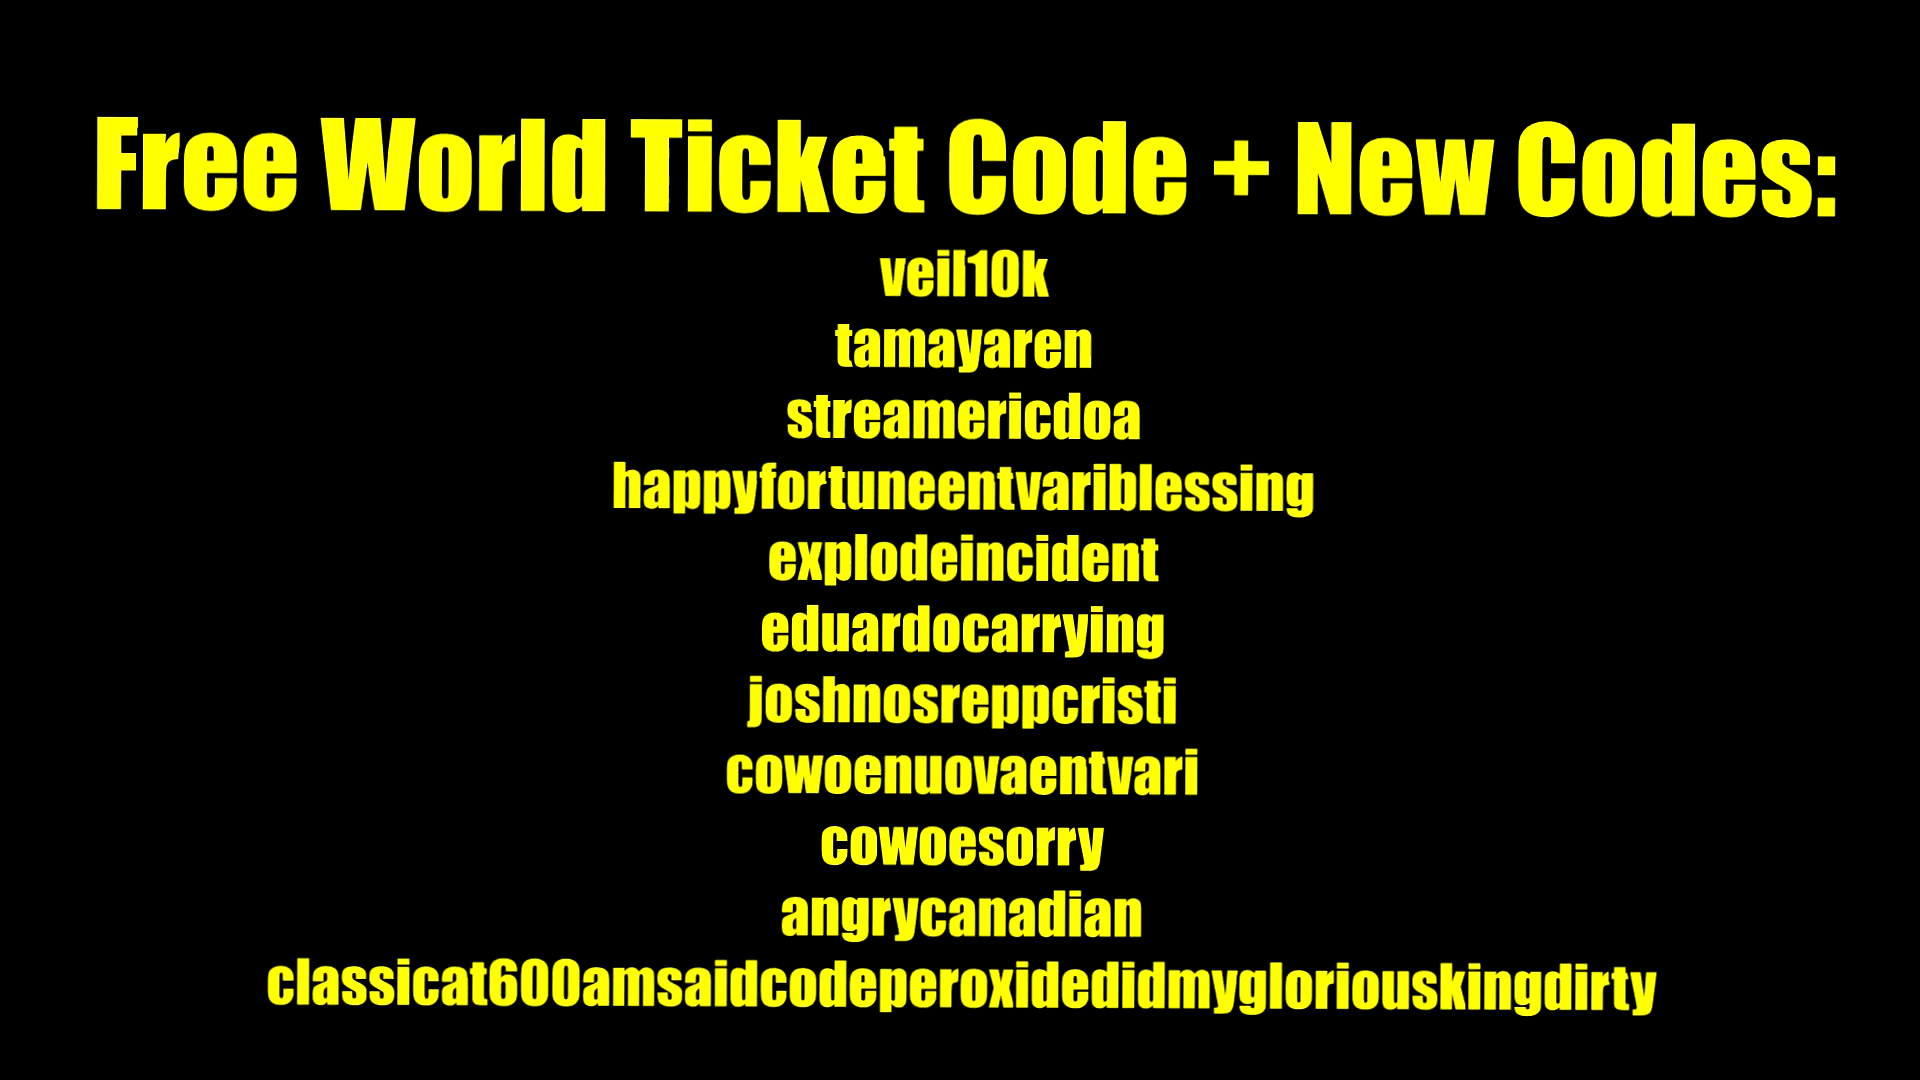 Free World Ticket Code + New Codes:
veil10k
tamayaren
streamericdoa
happyfortuneentvariblessing
explodeincident
eduardocarrying
joshnosreppcristi
cowoenuovaentvari
cowoesorry
angrycanadian
classicat600amsaidcodeperoxidedidmygloriouskingdirty